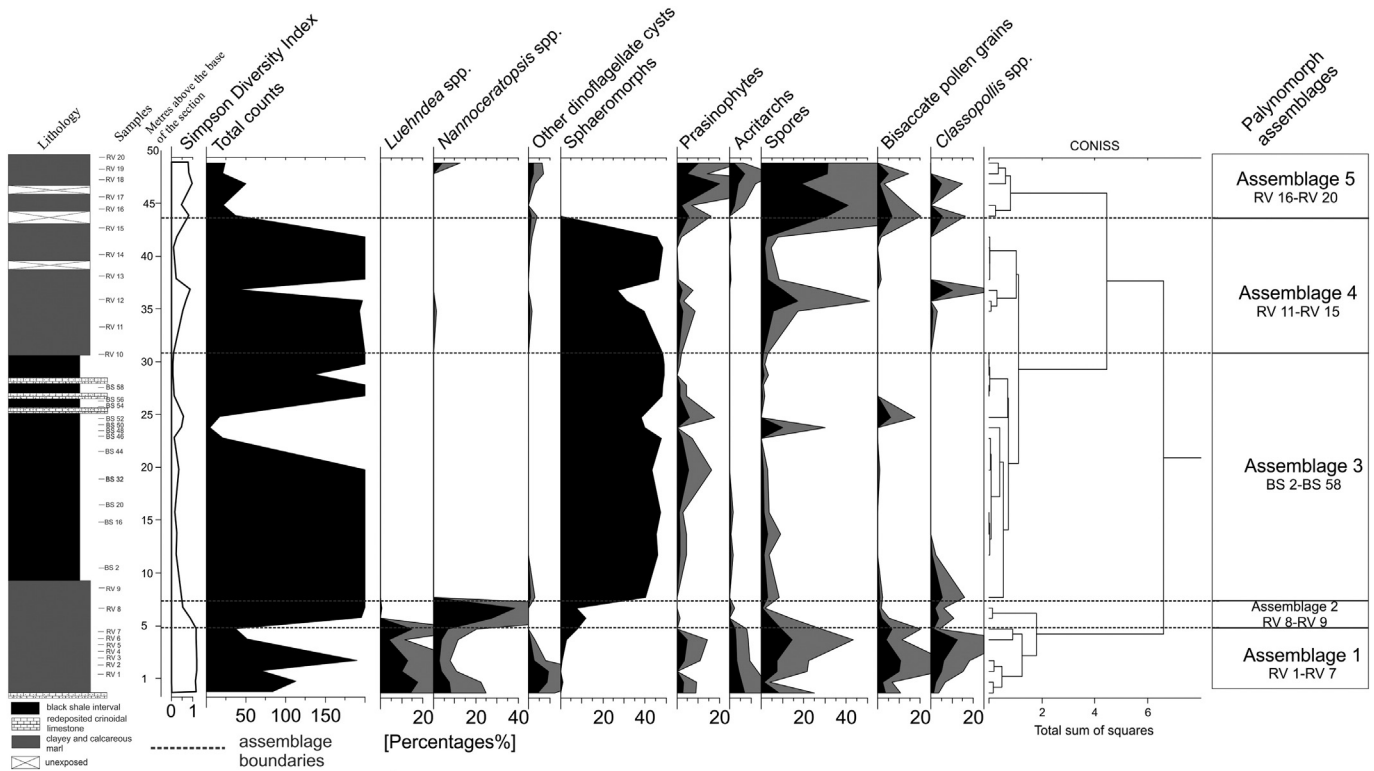 Lithology
Samples
Metres above the base
of the section
Simpson Diversity Index
Total counts
Luehndea spp.
Nannoceratopsis spp.
Other dinoflagellate cysts
Sphaeromorphs
Prasinophytes
Acritarchs
Spores
Bisaccate pollen grains
Classopollis spp.
CONISS
Palynomorph
assemblages
50
45
40
35
30
25
20
15
10
5
1
RV 20
RV 19
RV 18
RV 17
RV 16
RV 15
RV 14
RV 13
RV 12
RV 11
RV 10
BS 58
BS 56
BS 54
BS 52
BS 50
BS 48
BS 46
BS 44
BS 32
BS 20
BS 16
BS 2
RV 9
RV 8
RV 7
RV 6
RV 5
RV 4
RV 3
RV 2
RV 1
Assemblage 5
RV 16-RV 20
Assemblage 4
RV 11-RV 15
Assemblage 3
BS 2-BS 58
Assemblage 2
RV 8-RV 9
Assemblage 1
RV 1-RV 7
0 1
0 50 100 150
20
20 40
20
20 40
20
20
20 40
20
20
2 4 6
Total sum of squares
[Percentages%]
black shale interval
redeposited crinoidal
limestone
clayey and calcareous
marl
unexposed
assemblage
boundaries